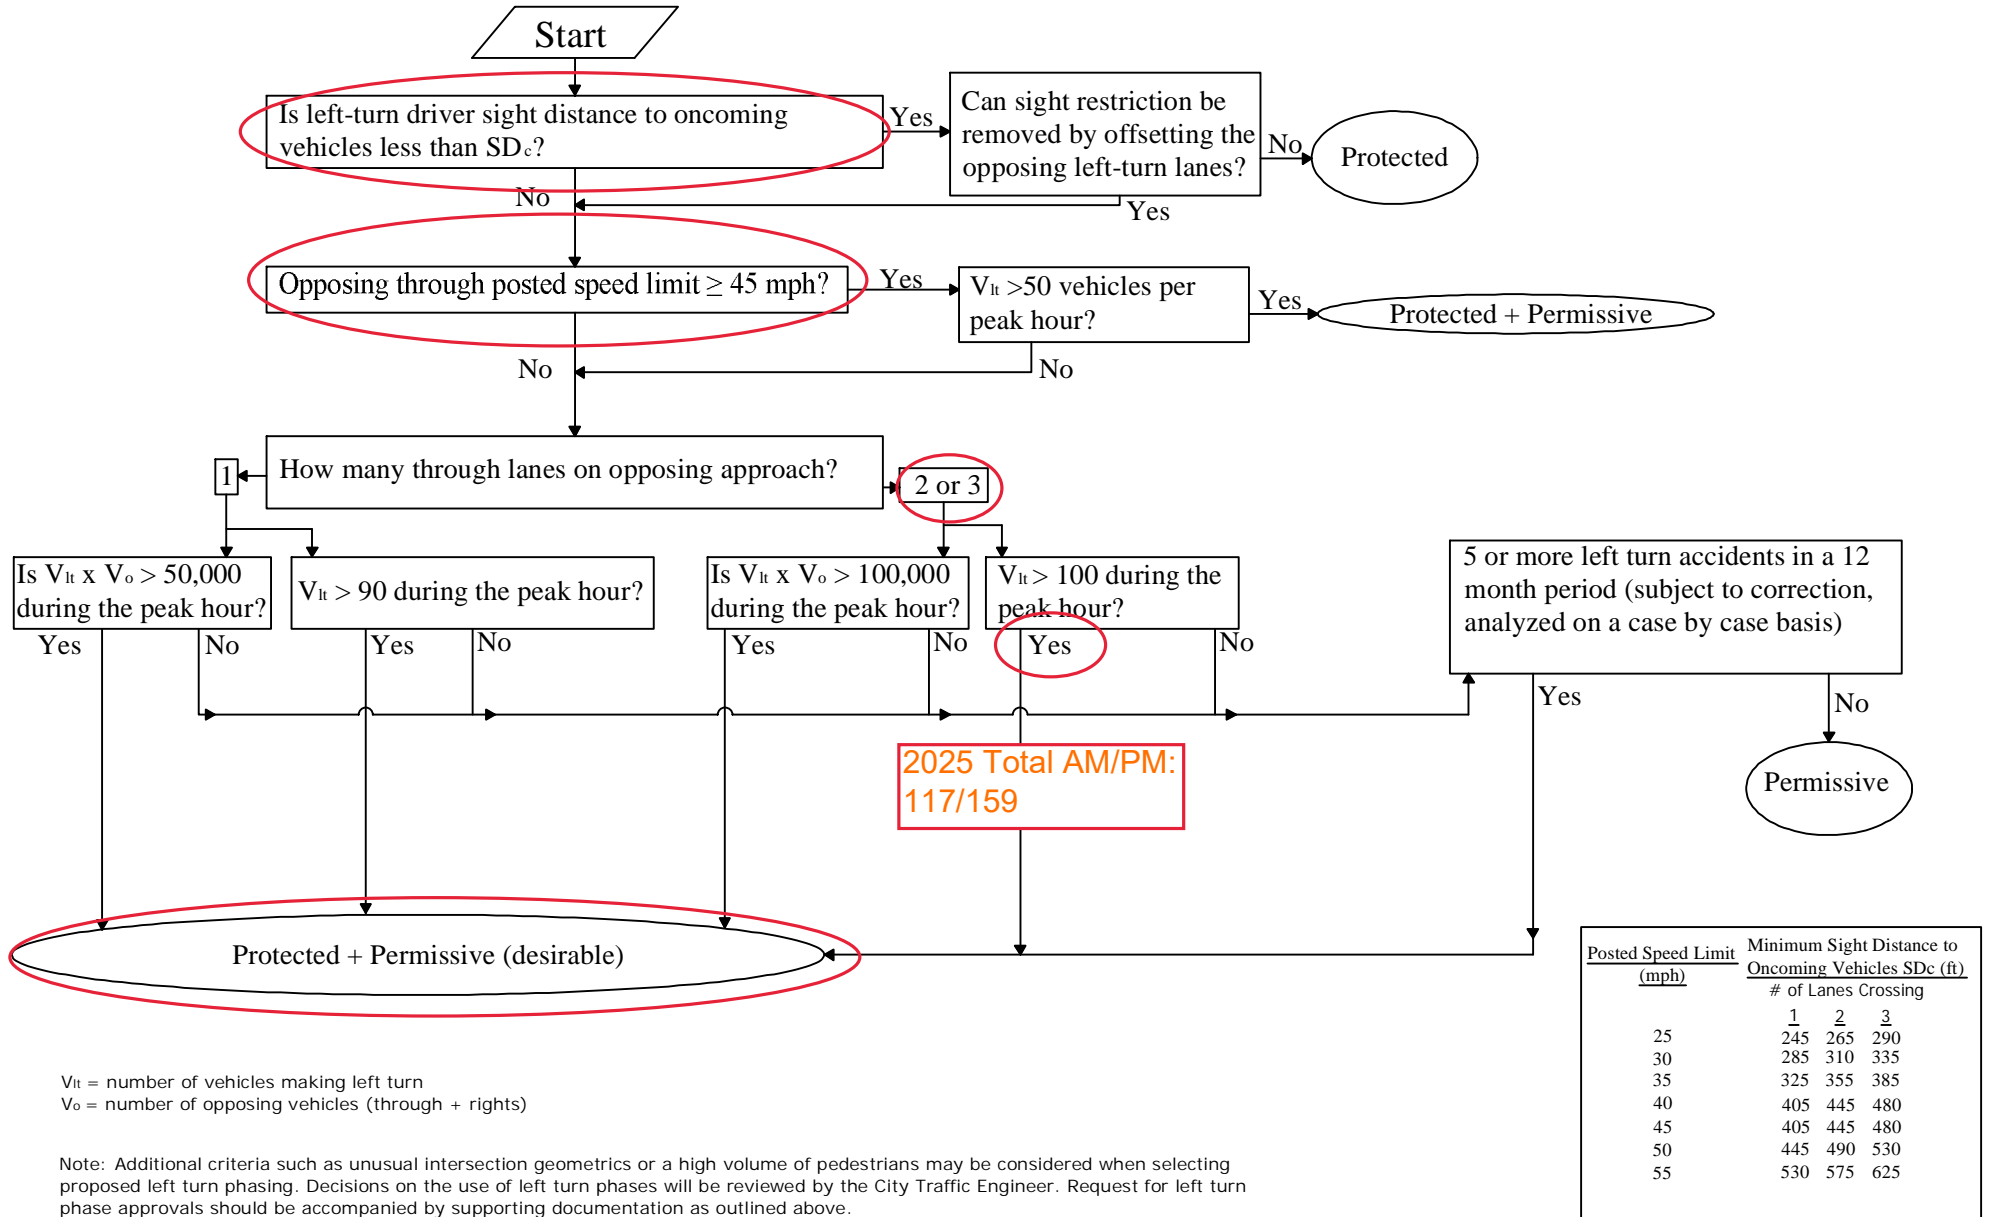 Start
Is left-turn driver sight distance to oncoming
vehicles less than SDc?
Yes
No
Can sight restriction be
removed by offsetting the
opposing left-turn lanes?
No
Yes
Protected
Opposing through posted speed limit ≥ 45 mph?
Yes
No
Vlt >50 vehicles per
peak hour?
Yes
No
Protected + Permissive
How many through lanes on opposing approach?
1
2 or 3
Is Vlt x Vo > 50,000
during the peak hour?
Yes
No
Vlt > 90 during the peak hour?
Yes
No
Is Vlt x Vo > 100,000
during the peak hour?
Yes
No
Vlt > 100 during the
peak hour?
Yes
No
5 or more left turn accidents in a 12
month period (subject to correction,
analyzed on a case by case basis)
Yes
No
2025 Total AM/PM:
117/159
Permissive
Protected + Permissive (desirable)
Posted Speed Limit
(mph)
Minimum Sight Distance to
Oncoming Vehicles SDc (ft)
# of Lanes Crossing
1 2 3
25 245 265 290
30 285 310 335
35 325 355 385
40 405 445 480
45 405 445 480
50 445 490 530
55 530 575 625
Vlt = number of vehicles making left turn
Vo = number of opposing vehicles (through + rights)
Note: Additional criteria such as unusual intersection geometrics or a high volume of pedestrians may be considered when selecting
proposed left turn phasing. Decisions on the use of left turn phases will be reviewed by the City Traffic Engineer. Request for left turn
phase approvals should be accompanied by supporting documentation as outlined above.